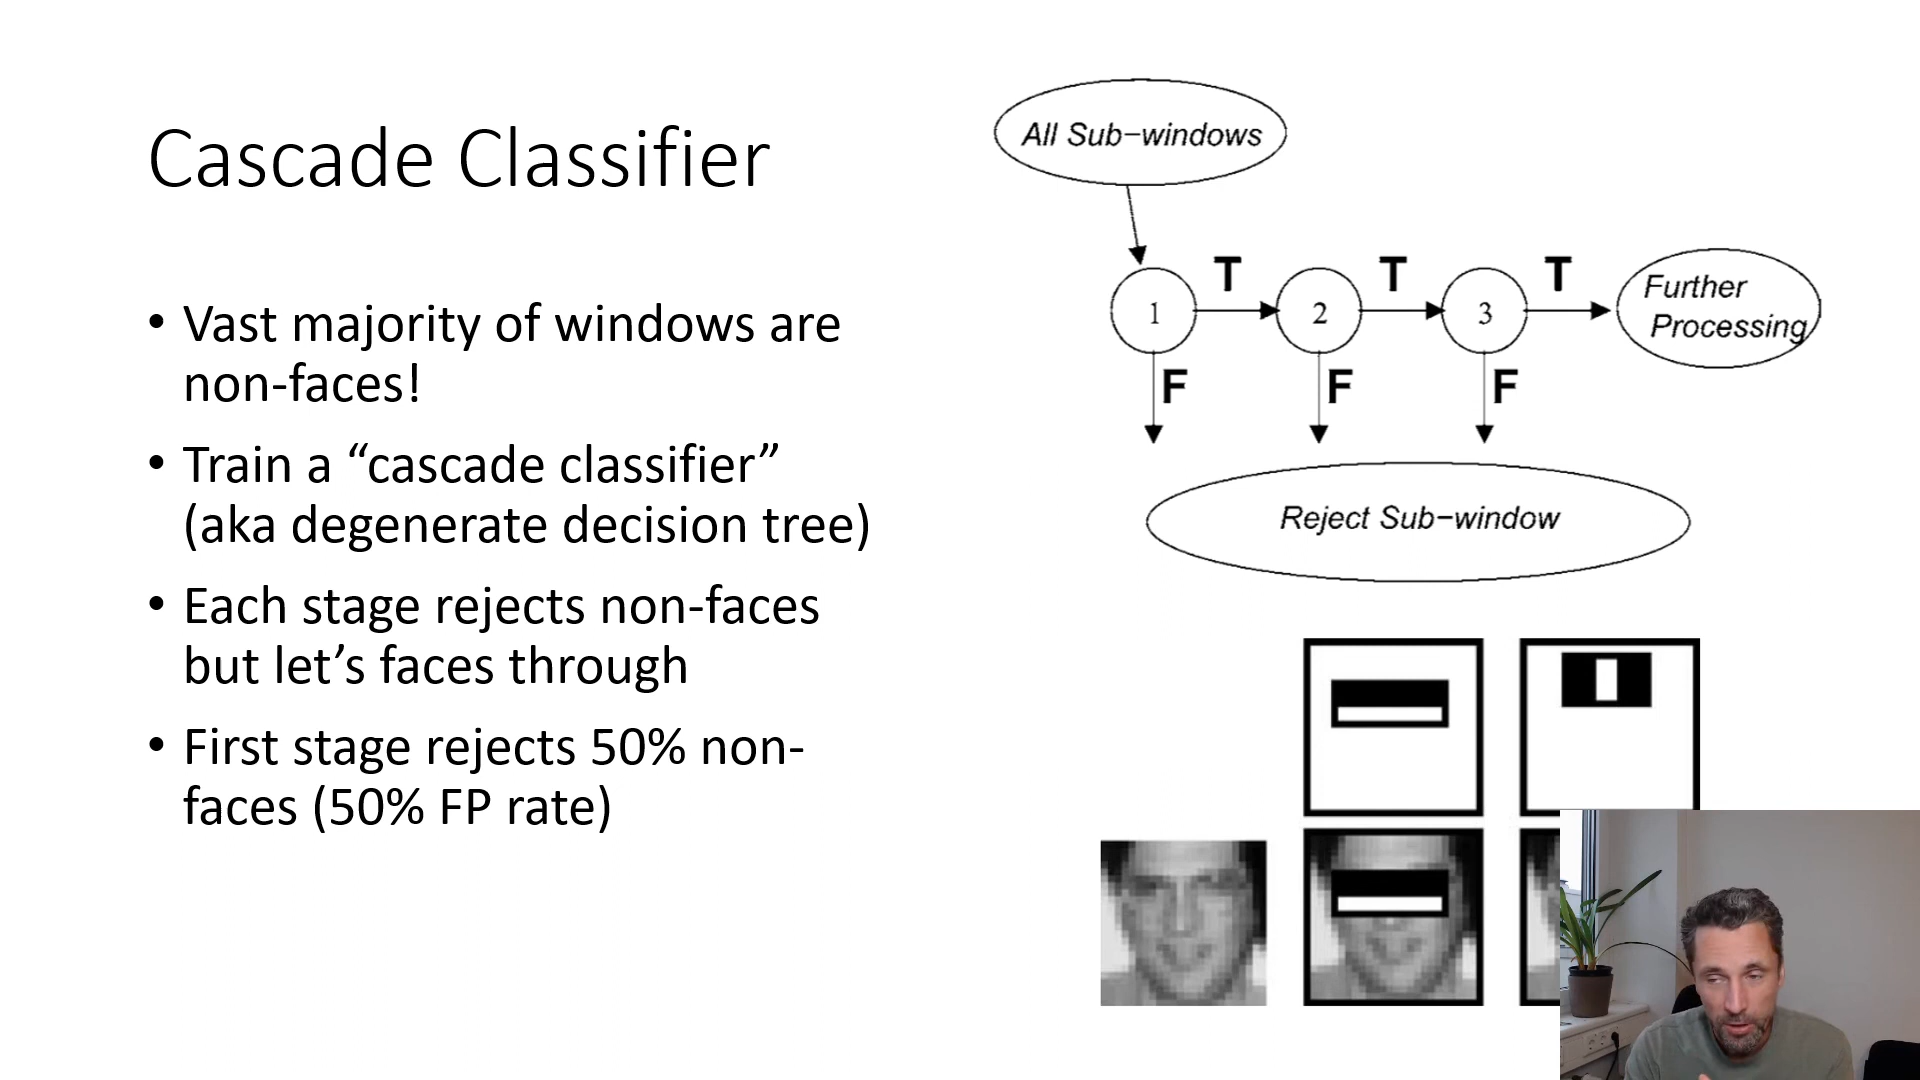 Cascade Classifier
• Vast majority of windows are
non-faces!
• Train a “cascade classifier”
(aka degenerate decision tree)
• Each stage rejects non-faces
but let’s faces through
• First stage rejects 50% non-
faces (50% FP rate)
All Sub-windows
T T T
1 2 3
Further
Processing
F F F
Reject Sub-window